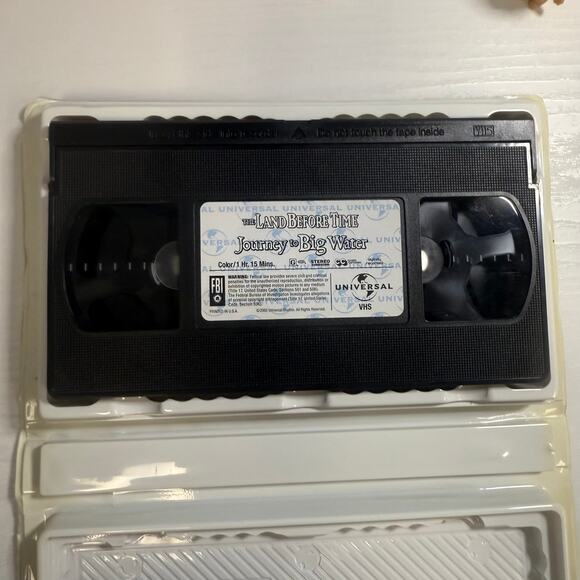 Do not touch the tape inside
VHS
UNIVERSAL UNIVERSAL UNIVERSAL
THE LAND BEFORE TIME
Journey to Big Water
Color/1 Hr. 15 Mins.
G
STEREO
FBI
WARNING: Federal law provides severe civil and criminal
penalties for the unauthorized reproduction, distribution or
exhibition of copyrighted motion pictures in any medium
(Title 17, United States Code, Sections 501 and 506).
The Federal Bureau of Investigation investigates allegations
of criminal copyright infringement (Title 17, United States
Code, Section 506).
PRINTED IN U.S.A.
©2002 Universal Studios. All Rights Reserved.
UNIVERSAL
VHS